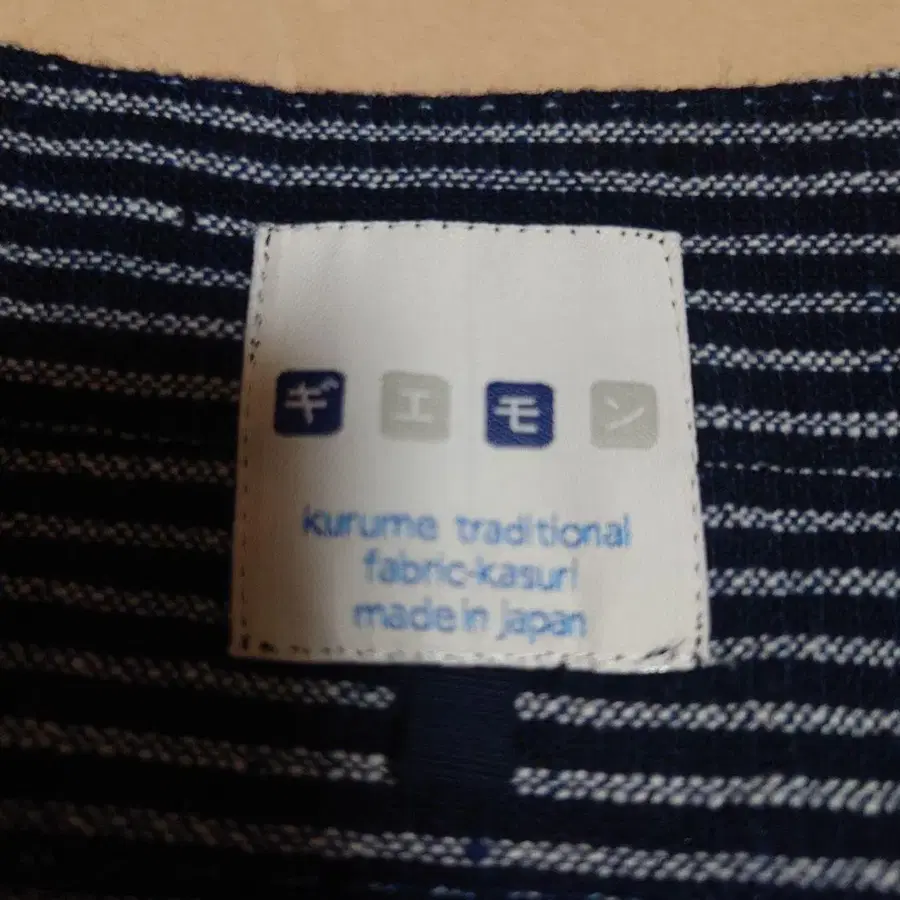 ギエモン
kurume traditional
fabric-kasuri
made in japan